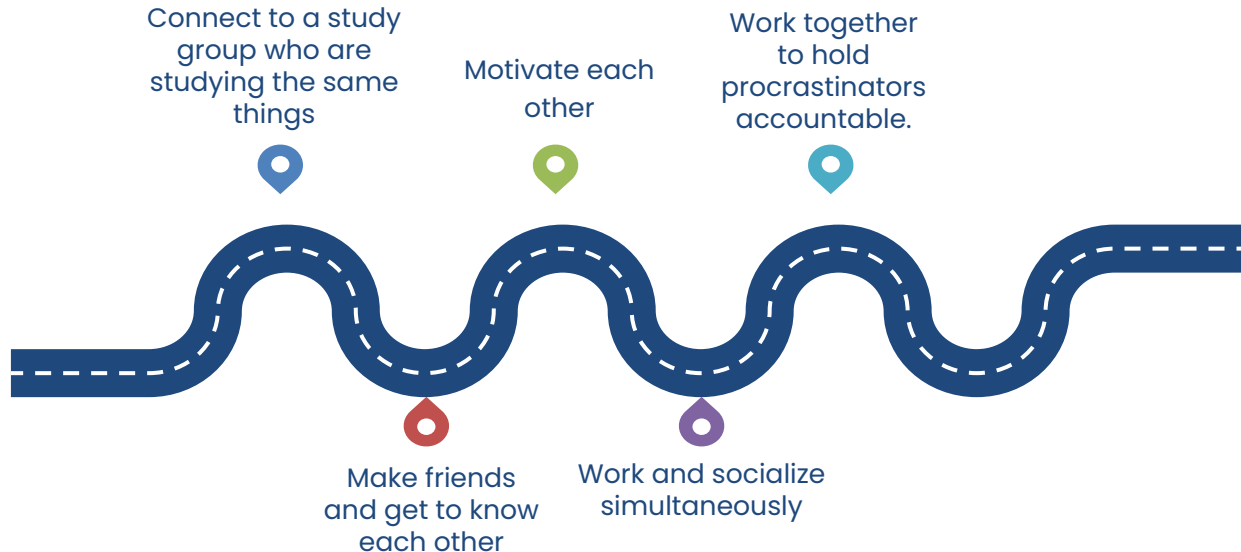 Connect to a study
group who are
studying the same
things
Make friends
and get to know
each other
Motivate each
other
Work and socialize
simultaneously
Work together
to hold
procrastinators
accountable.